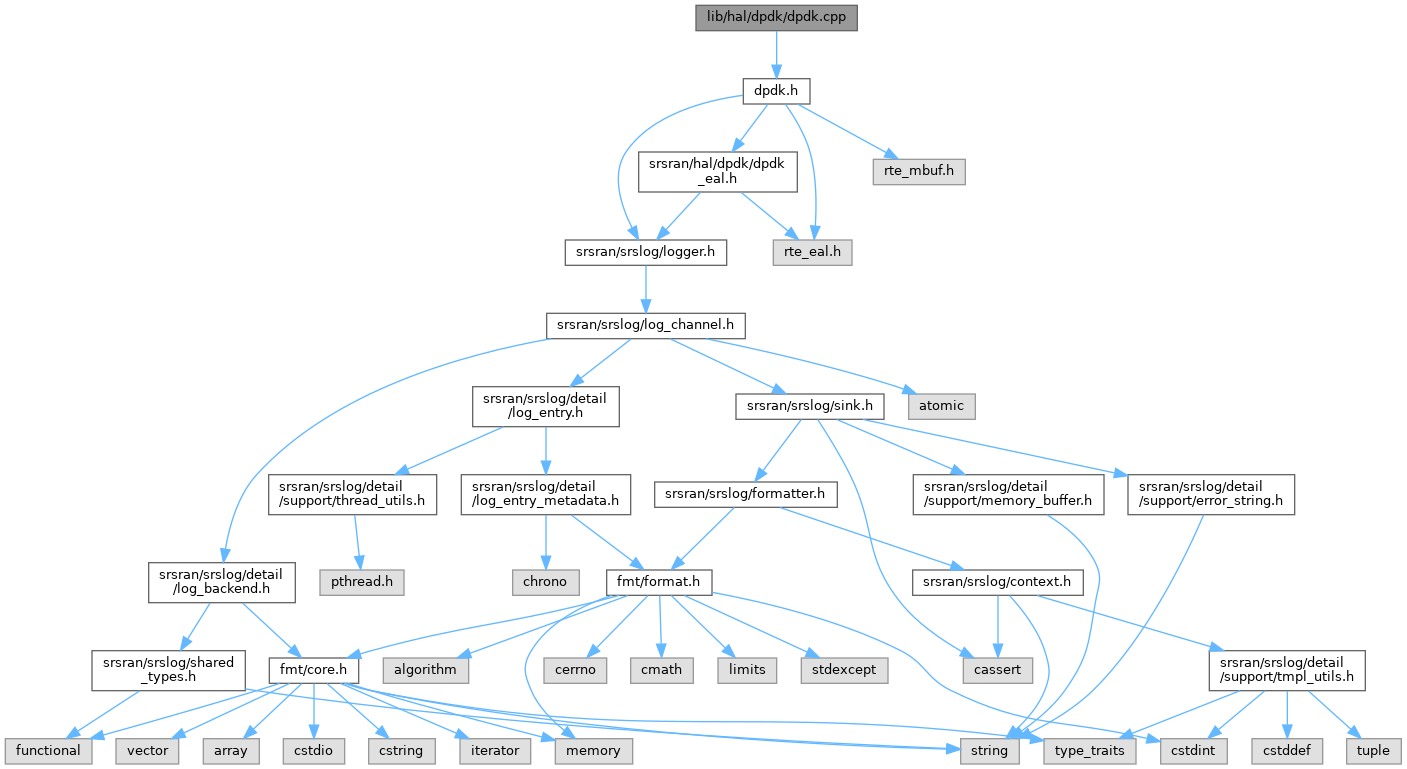 lib/hal/dpdk/dpdk.cpp
dpdk.h
srsran/hal/dpdk/dpdk
_eal.h
rte_mbuf.h
srsran/srslog/logger.h
rte_eal.h
srsran/srslog/log_channel.h
srsran/srslog/detail
/log_entry.h
srsran/srslog/sink.h
atomic
srsran/srslog/detail
/support/thread_utils.h
srsran/srslog/detail
/log_entry_metadata.h
srsran/srslog/formatter.h
srsran/srslog/detail
/support/memory_buffer.h
srsran/srslog/detail
/support/error_string.h
srsran/srslog/detail
/log_backend.h
pthread.h
chrono
fmt/format.h
srsran/srslog/context.h
srsran/srslog/shared
_types.h
fmt/core.h
algorithm
cerrno
cmath
limits
stdexcept
cassert
srsran/srslog/detail
/support/tmpl_utils.h
functional
vector
array
cstdio
cstring
iterator
memory
string
type_traits
cstdint
cstddef
tuple